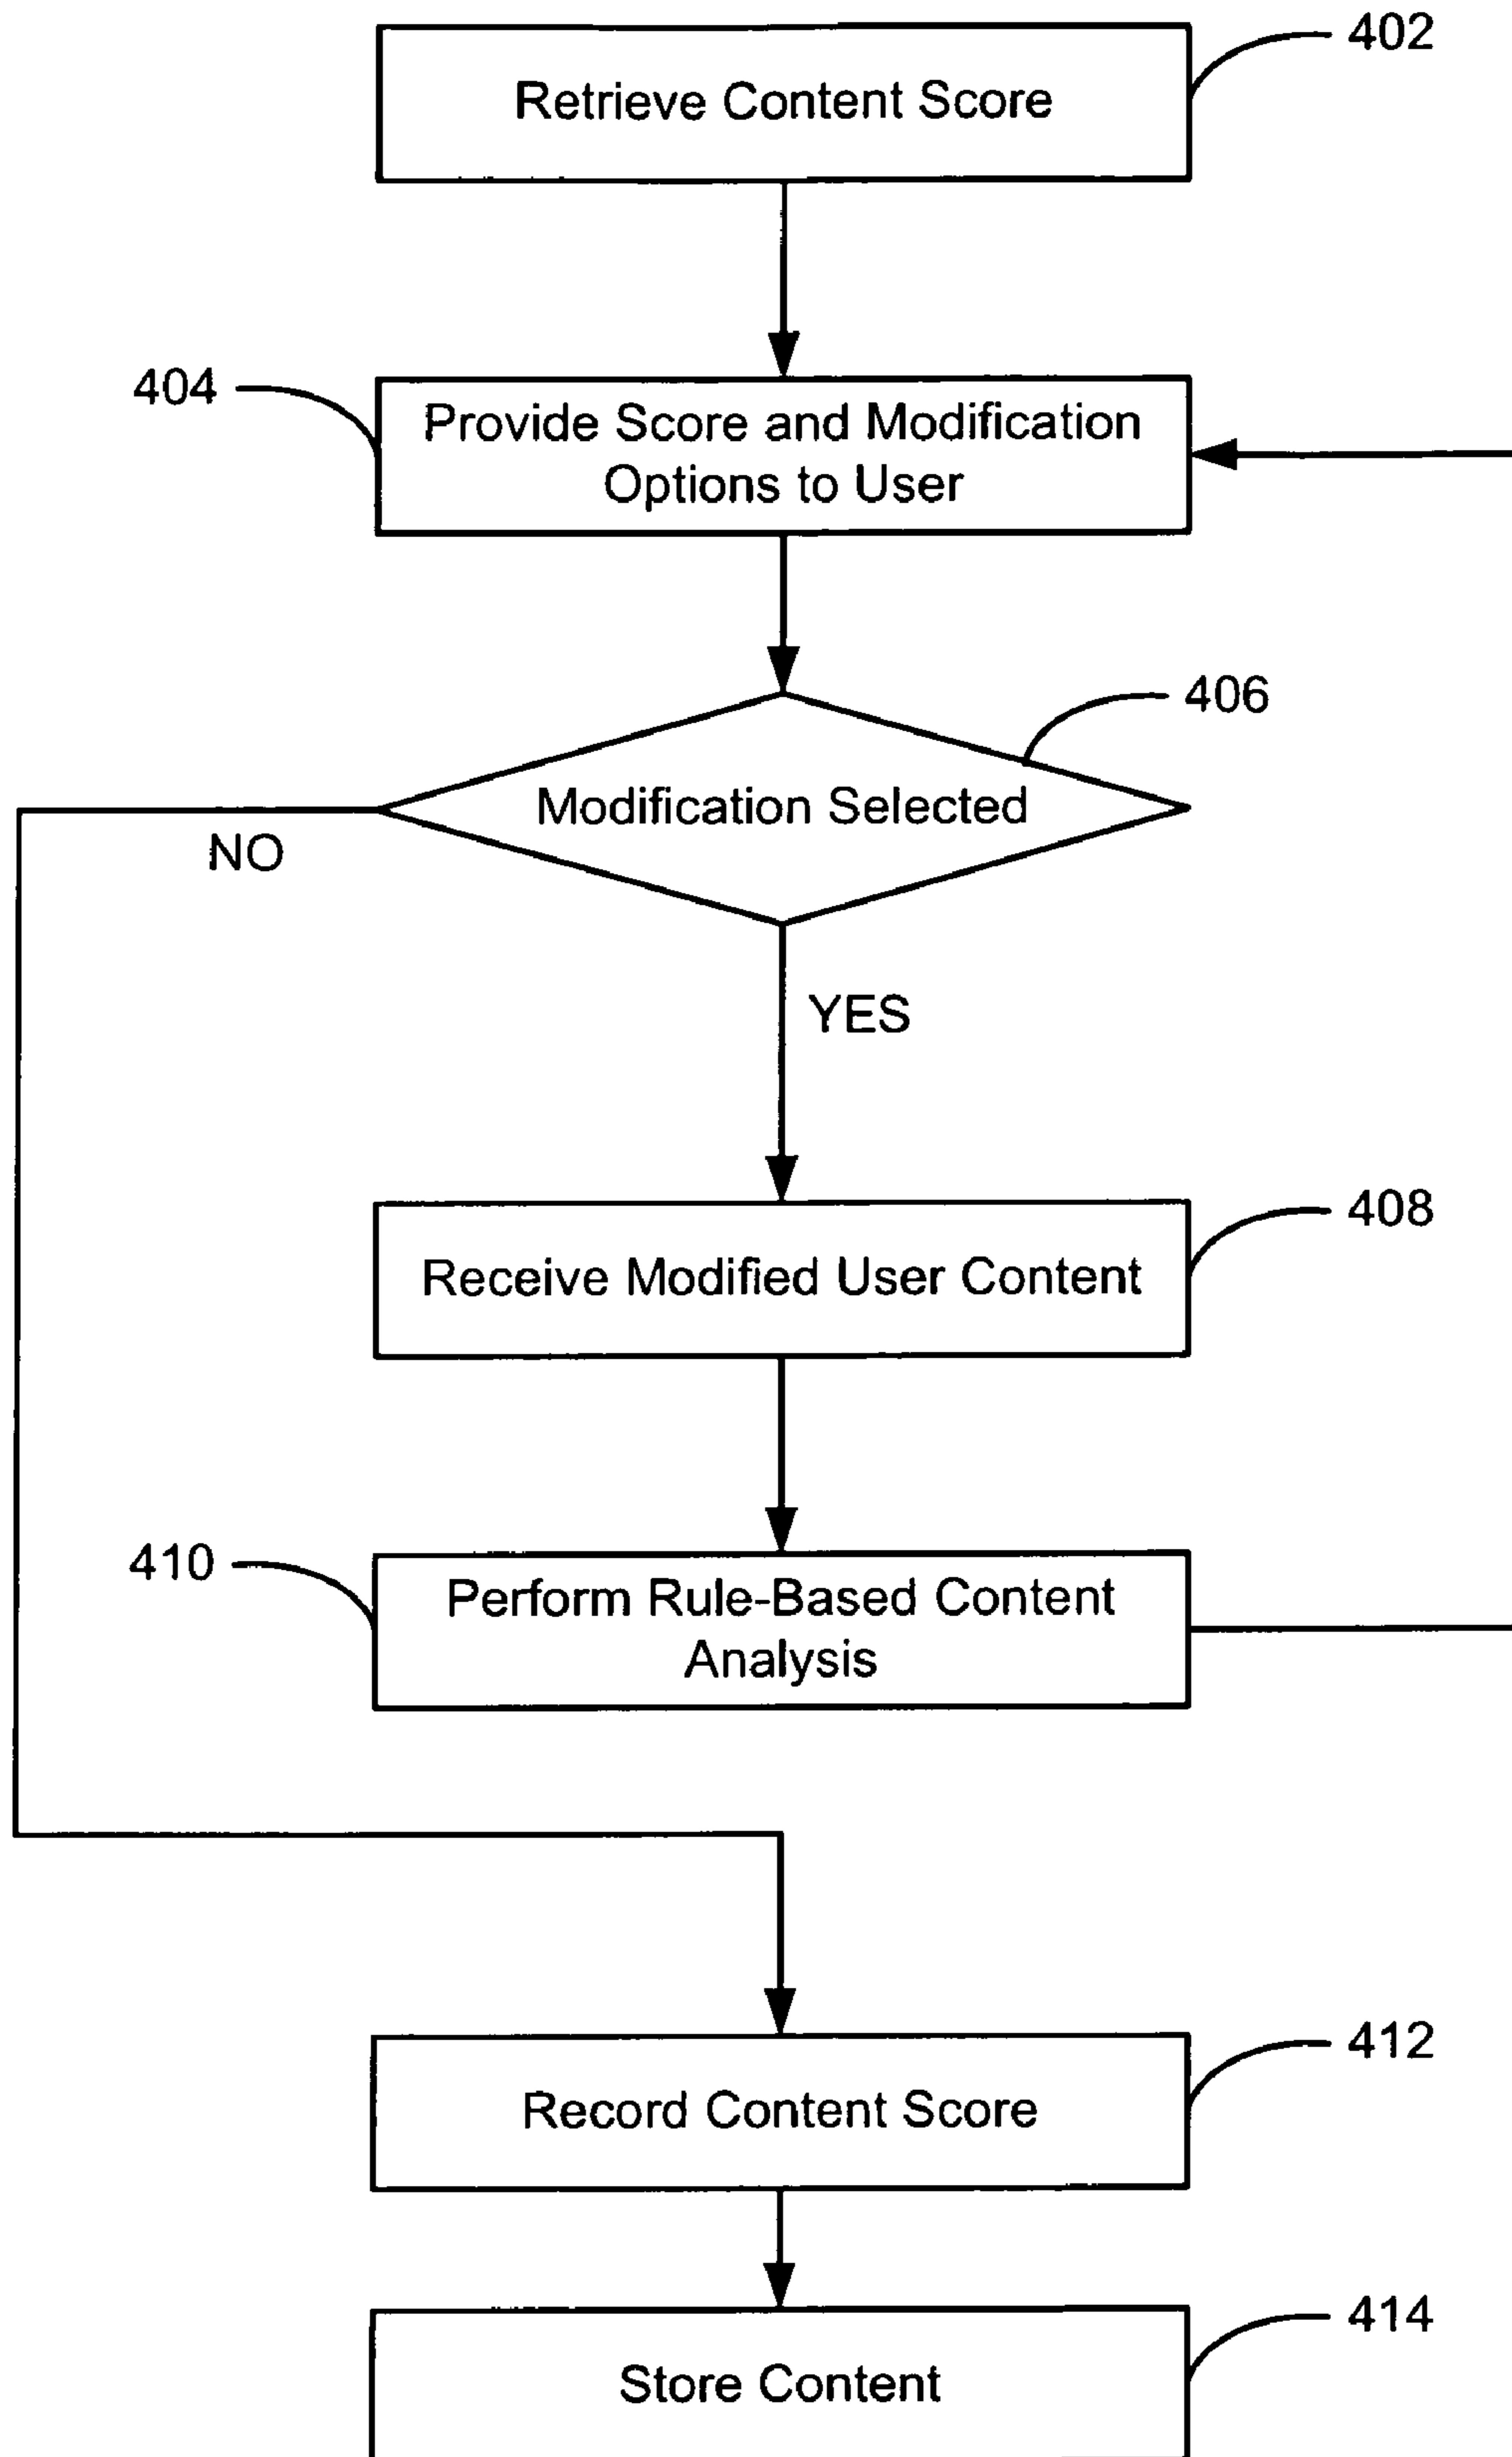 402
Retrieve Content Score
404
Provide Score and Modification
Options to User
406
Modification Selected
NO
YES
408
Receive Modified User Content
410
Perform Rule-Based Content
Analysis
412
Record Content Score
414
Store Content